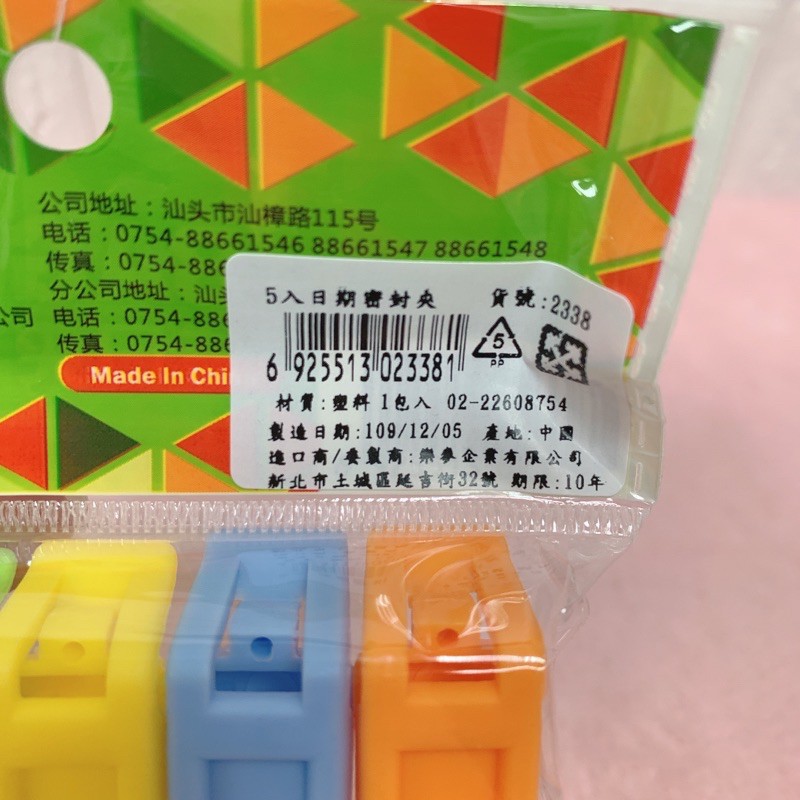 公司地址：汕头市汕樟路115号
电话：0754-88661546 88661547 88661548
传真：0754-886
分公司地址：汕头
公司 电话：0754-886
传真：0754-886
Made In Chi
5入日期密封夾 貨號:2338
6 925513 023381
5
PP
材質:塑料 1包入 02-22608754
製造日期:109/12/05 產地:中國
進口商/委製商:樂夢企業有限公司
新北市土城區延吉街32號 期限:10年